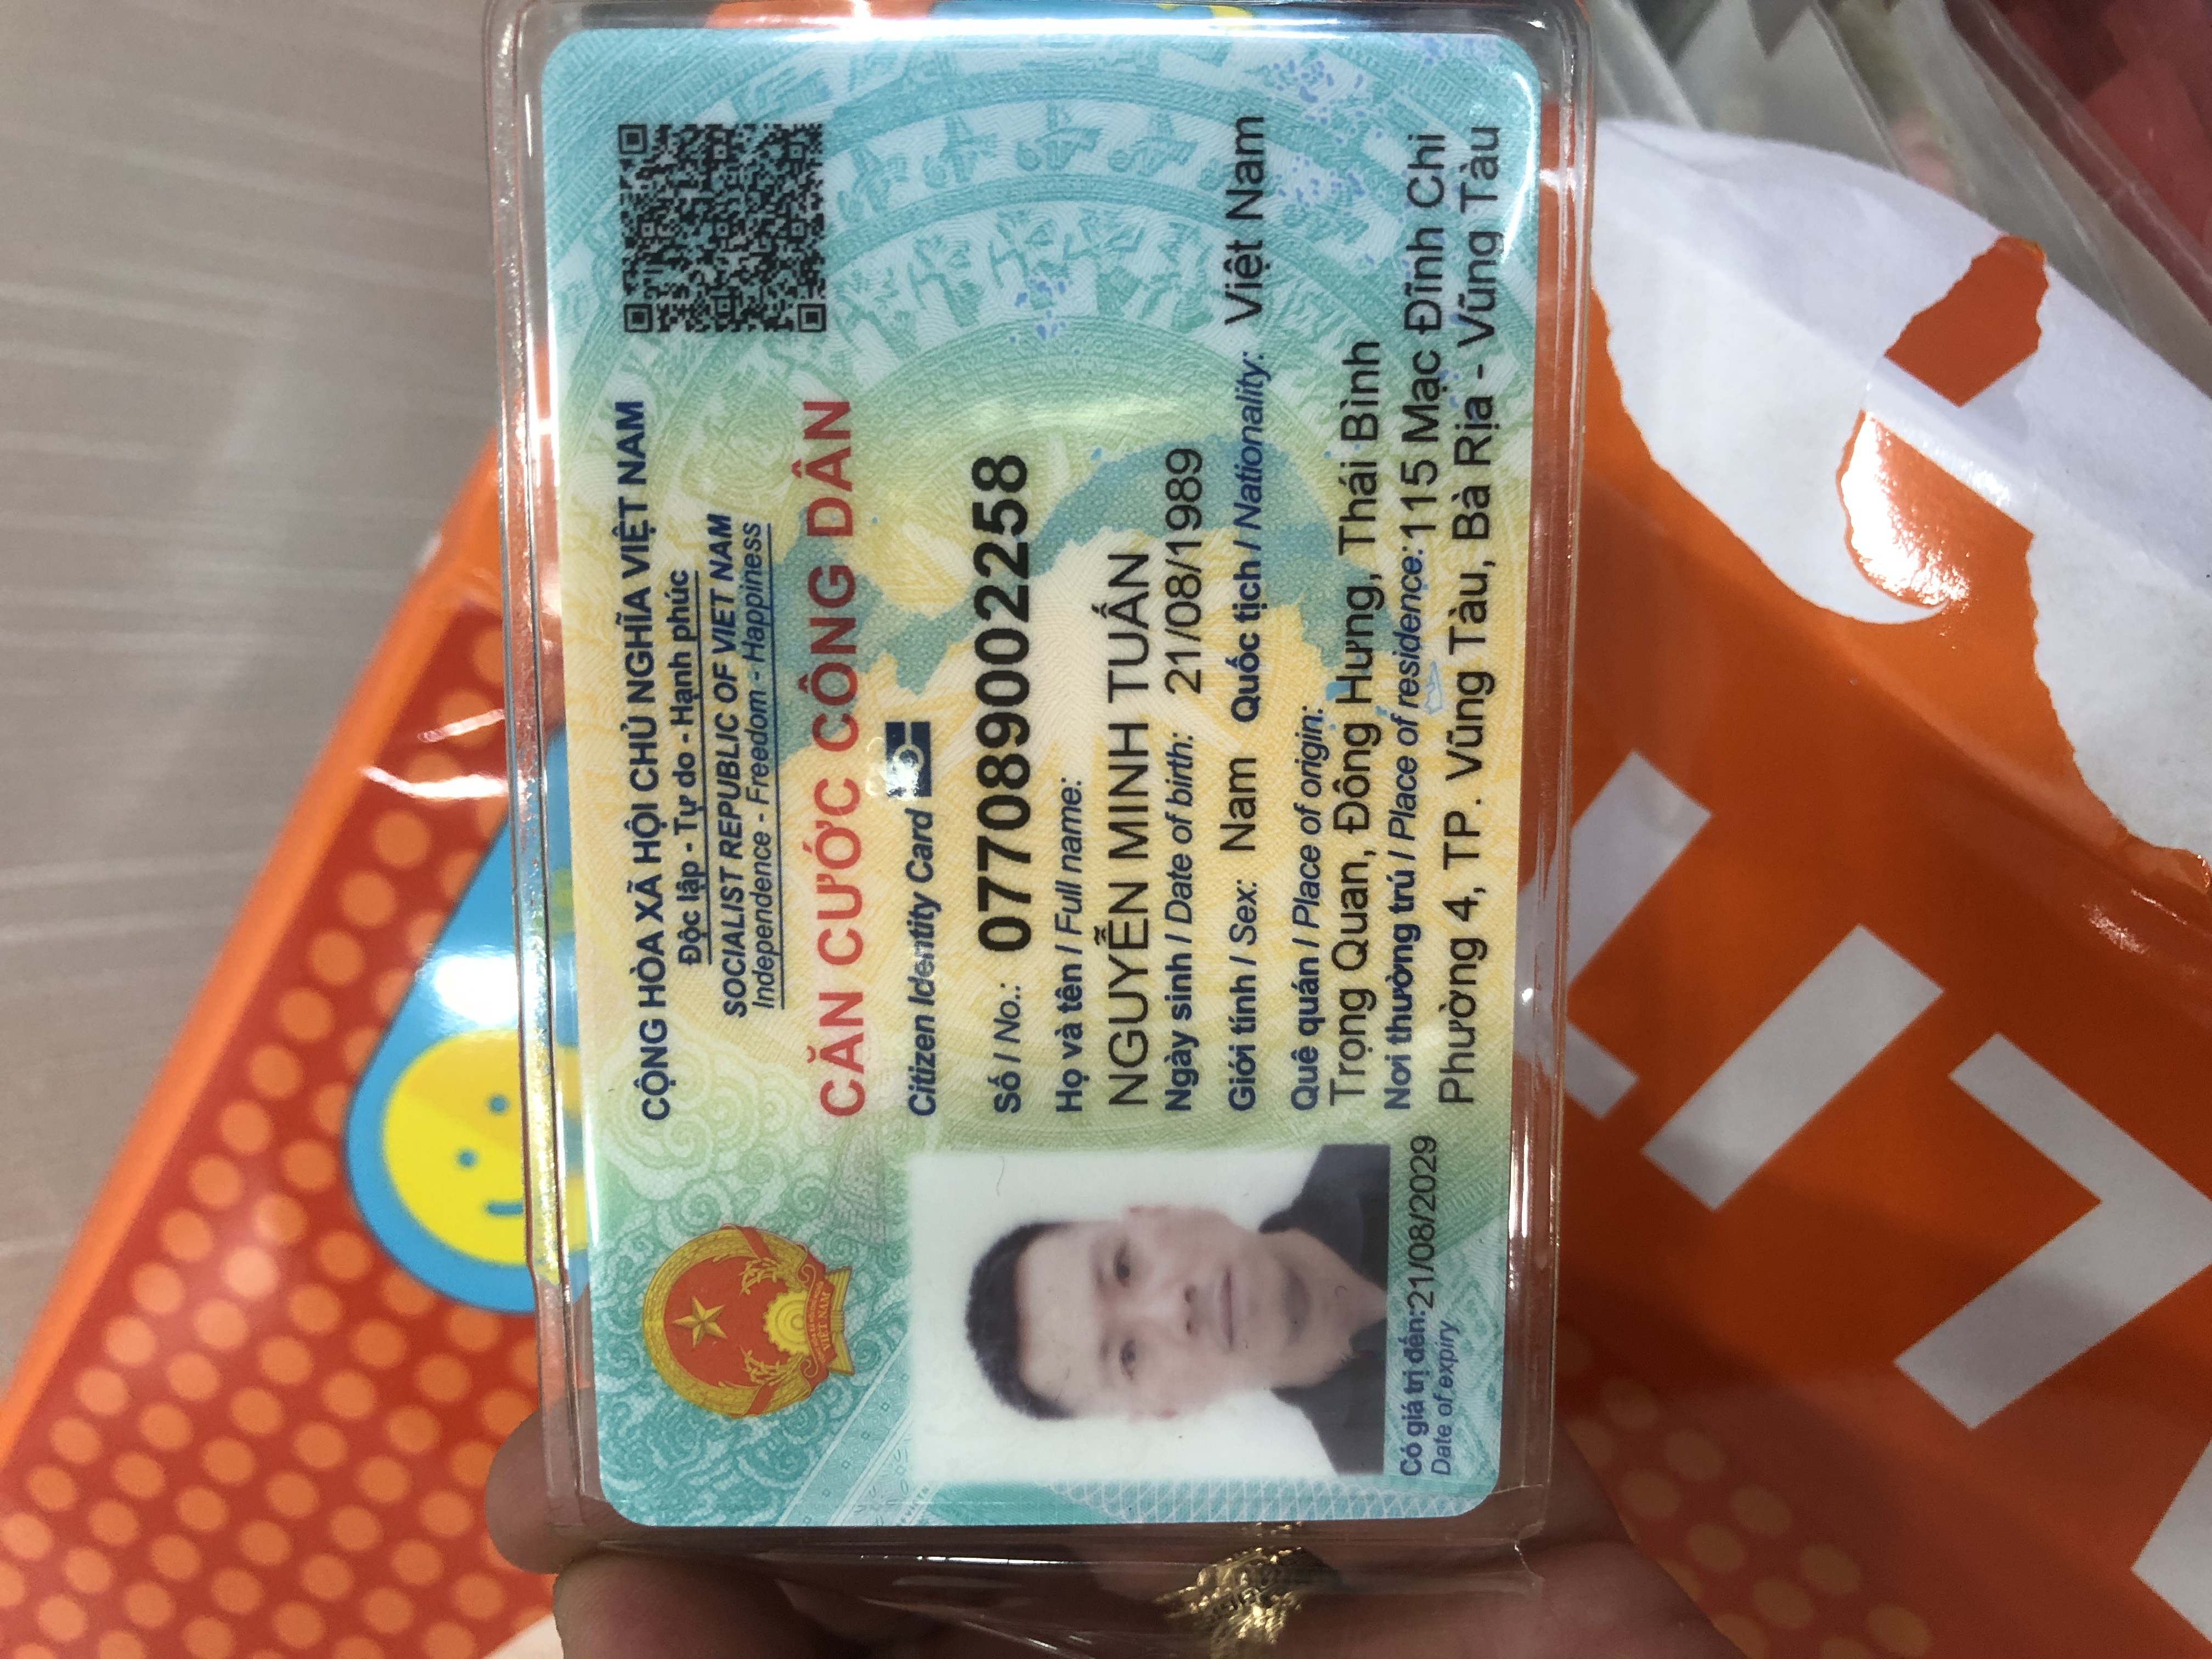 CỘNG HÒA XÃ HỘI CHỦ NGHĨA VIỆT NAM
Độc lập - Tự do - Hạnh phúc
SOCIALIST REPUBLIC OF VIET NAM
Independence - Freedom - Happiness
CĂN CƯỚC CÔNG DÂN
Citizen Identity Card
Số / No.: 077089002258
Họ và tên / Full name:
NGUYỄN MINH TUẤN
Ngày sinh / Date of birth: 21/08/1989
Giới tính / Sex: Nam Quốc tịch / Nationality: Việt Nam
Quê quán / Place of origin:
Trọng Quan, Đông Hưng, Thái Bình
Nơi thường trú / Place of residence: 115 Mạc Đĩnh Chi
Phường 4, TP. Vũng Tàu, Bà Rịa - Vũng Tàu
Có giá trị đến: 21/08/2029
Date of expiry
VIỆT NAM